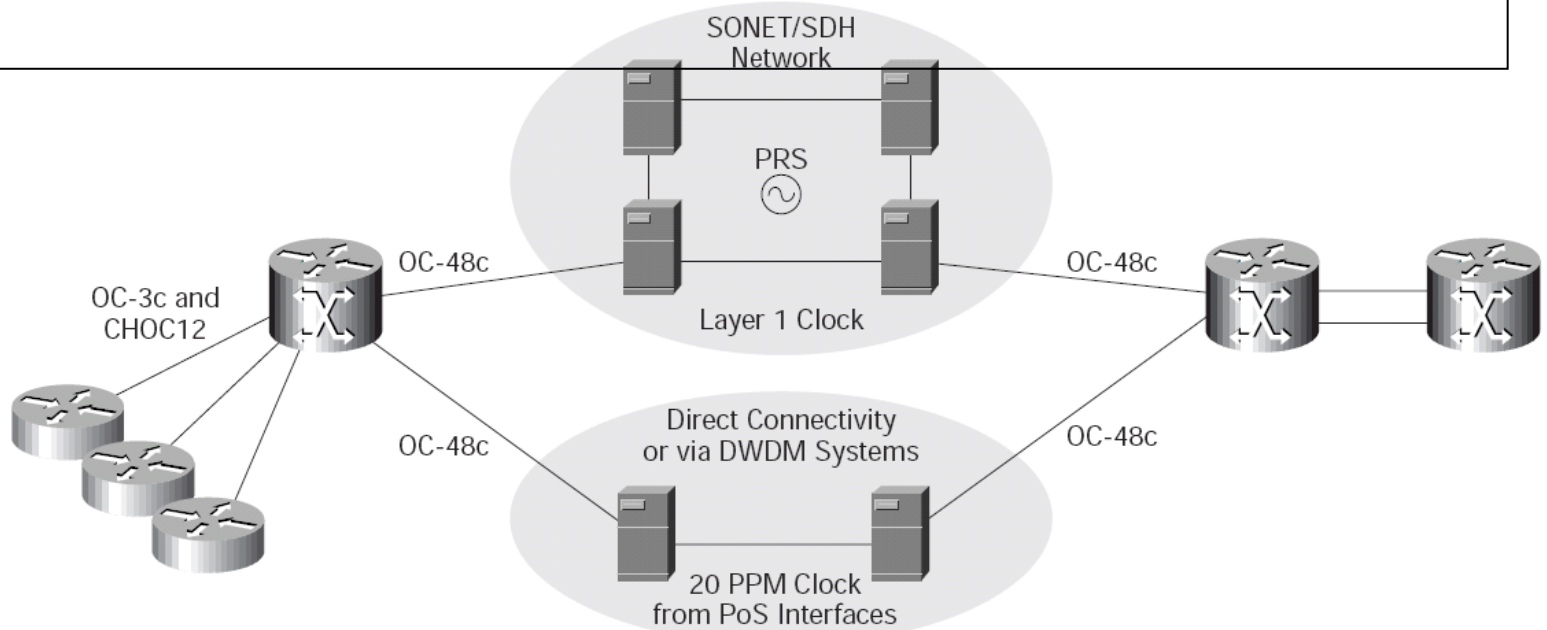 SONET/SDH
Network
PRS
OC-48c
OC-48c
OC-3c and
CHOC12
Layer 1 Clock
Direct Connectivity
or via DWDM Systems
OC-48c
OC-48c
20 PPM Clock
from PoS Interfaces